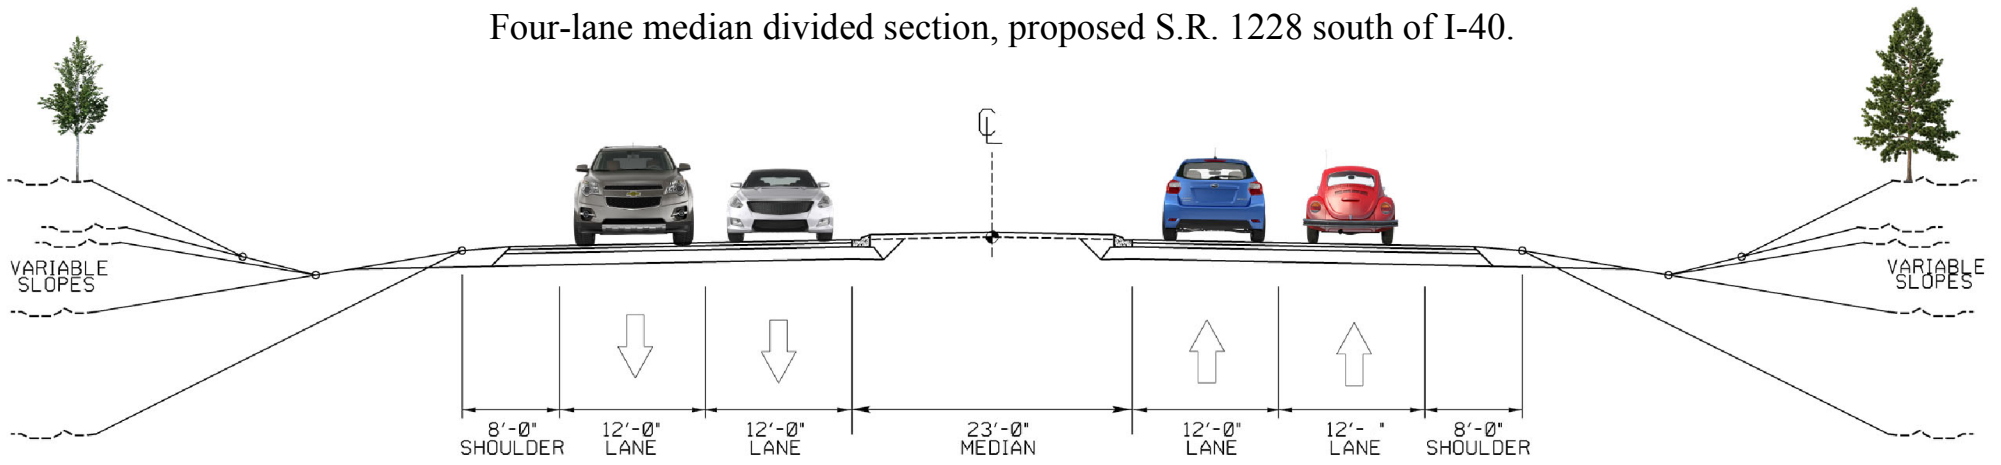 Four-lane median divided section, proposed S.R. 1228 south of I-40.
CL
VARIABLE
SLOPES
VARIABLE
SLOPES
8'-0"
SHOULDER
12'-0"
LANE
12'-0"
LANE
23'-0"
MEDIAN
12'-0"
LANE
12'- "
LANE
8'-0"
SHOULDER